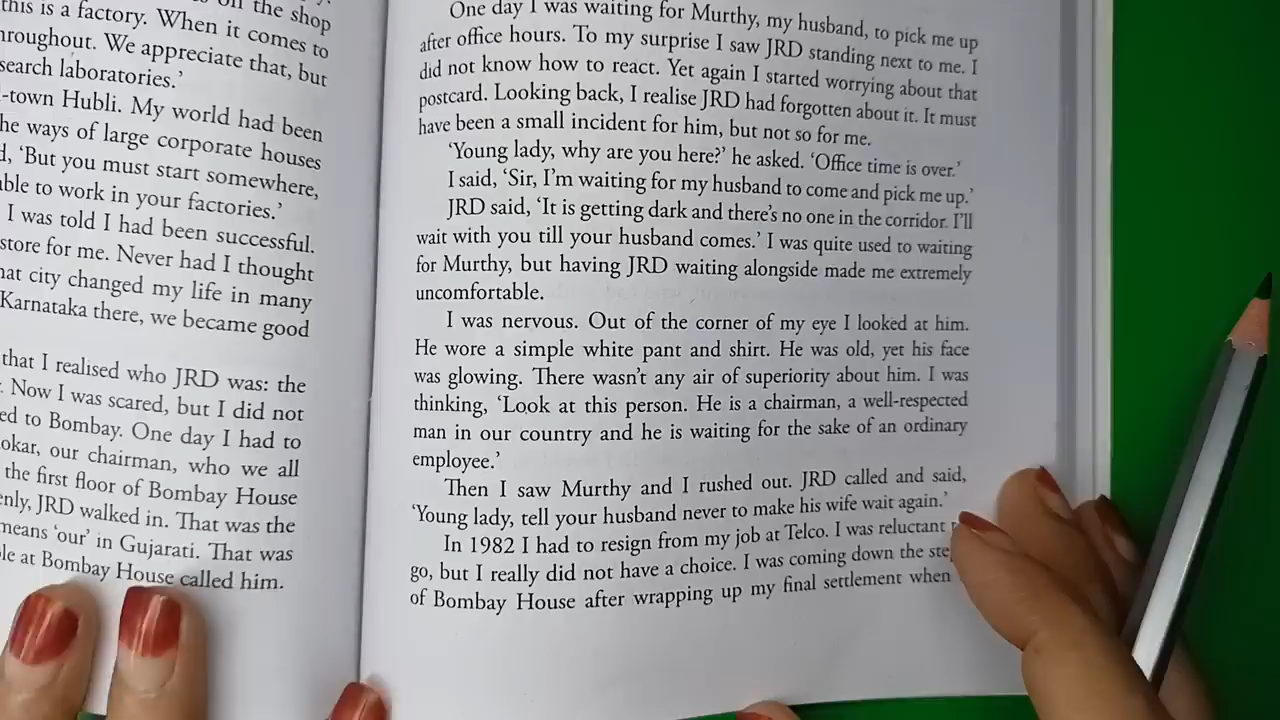 the shop
this is a factory. When it comes to
throughout. We appreciate that, but
search laboratories.’
-town Hubli. My world had been
he ways of large corporate houses
d, ‘But you must start somewhere,
able to work in your factories.’
I was told I had been successful.
store for me. Never had I thought
hat city changed my life in many
Karnataka there, we became good
that I realised who JRD was: the
. Now I was scared, but I did not
ed to Bombay. One day I had to
okar, our chairman, who we all
the first floor of Bombay House
enly, JRD walked in. That was the
means ‘our’ in Gujarati. That was
le at Bombay House called him.
One day I was waiting for Murthy, my husband, to pick me up
after office hours. To my surprise I saw JRD standing next to me. I
did not know how to react. Yet again I started worrying about that
postcard. Looking back, I realise JRD had forgotten about it. It must
have been a small incident for him, but not so for me.
‘Young lady, why are you here?’ he asked. ‘Office time is over.’
I said, ‘Sir, I’m waiting for my husband to come and pick me up.’
JRD said, ‘It is getting dark and there’s no one in the corridor. I’ll
wait with you till your husband comes.’ I was quite used to waiting
for Murthy, but having JRD waiting alongside made me extremely
uncomfortable.
I was nervous. Out of the corner of my eye I looked at him.
He wore a simple white pant and shirt. He was old, yet his face
was glowing. There wasn’t any air of superiority about him. I was
thinking, ‘Look at this person. He is a chairman, a well-respected
man in our country and he is waiting for the sake of an ordinary
employee.’
Then I saw Murthy and I rushed out. JRD called and said,
‘Young lady, tell your husband never to make his wife wait again.’
In 1982 I had to resign from my job at Telco. I was reluctant
go, but I really did not have a choice. I was coming down the ste
of Bombay House after wrapping up my final settlement when